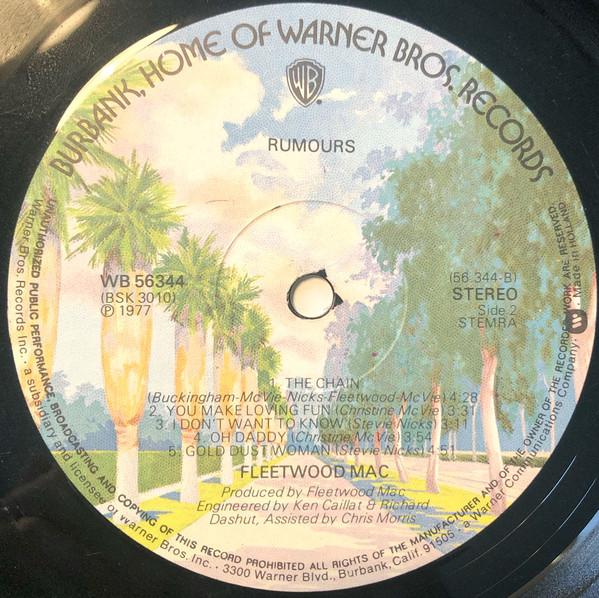 BURBANK, HOME OF WARNER BROS. RECORDS
WB
RUMOURS
WB 56344
(BSK 3010)
Ⓟ 1977
(56 344-B)
STEREO
Side 2
STEMRA
1. THE CHAIN
(Buckingham-McVie-Nicks-Fleetwood-McVie) 4:28
2. YOU MAKE LOVING FUN (Christine McVie) 3:31
3. I DON'T WANT TO KNOW (Stevie Nicks) 3:11
4. OH DADDY (Christine McVie) 3:54
5. GOLD DUST WOMAN (Stevie Nicks) 4:51
FLEETWOOD MAC
Produced by Fleetwood Mac
Engineered by Ken Caillat & Richard
Dashut, Assisted by Chris Morris
UNAUTHORIZED PUBLIC PERFORMANCE, BROADCASTING AND COPYING OF THIS RECORD PROHIBITED ALL RIGHTS OF THE MANUFACTURER AND OF THE OWNER OF THE RECORDED WORK ARE RESERVED.
Warner Bros. Records Inc. · a subsidiary and licensee of Warner Bros. Inc. · 3300 Warner Blvd., Burbank, Calif. 91505 · a Warner Communications Company. · Made in HOLLAND